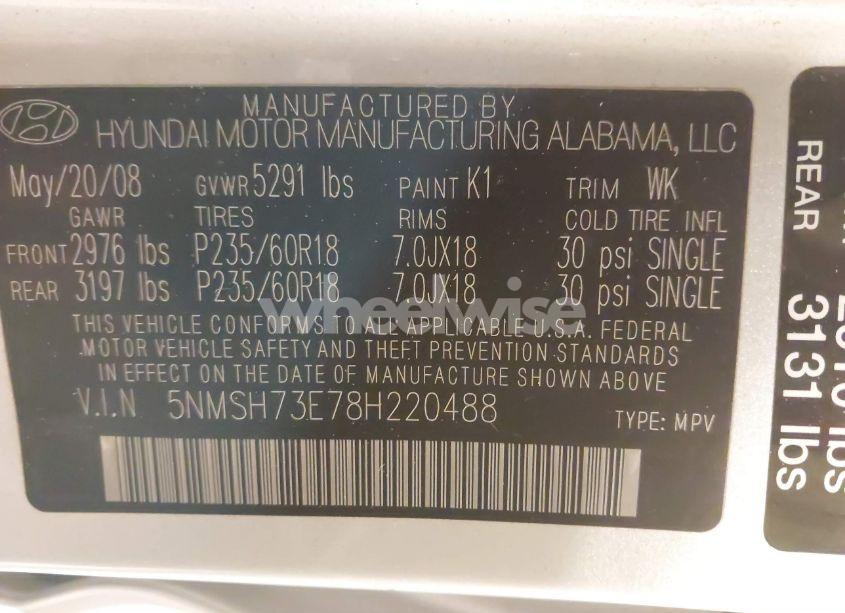 MANUFACTURED BY
HYUNDAI MOTOR MANUFACTURING ALABAMA, LLC
May/20/08 GVWR 5291 lbs PAINT K1 TRIM WK
GAWR TIRES RIMS COLD TIRE INFL
FRONT 2976 lbs P235/60R18 7.0JX18 30 psi SINGLE
REAR 3197 lbs P235/60R18 7.0JX18 30 psi SINGLE
wheelwise
THIS VEHICLE CONFORMS TO ALL APPLICABLE U.S.A. FEDERAL
MOTOR VEHICLE SAFETY AND THEFT PREVENTION STANDARDS
IN EFFECT ON THE DATE OF MANUFACTURE SHOWN ABOVE
V.I.N 5NMSH73E78H220488 TYPE: MPV
REAR 3131 lbs
lbs